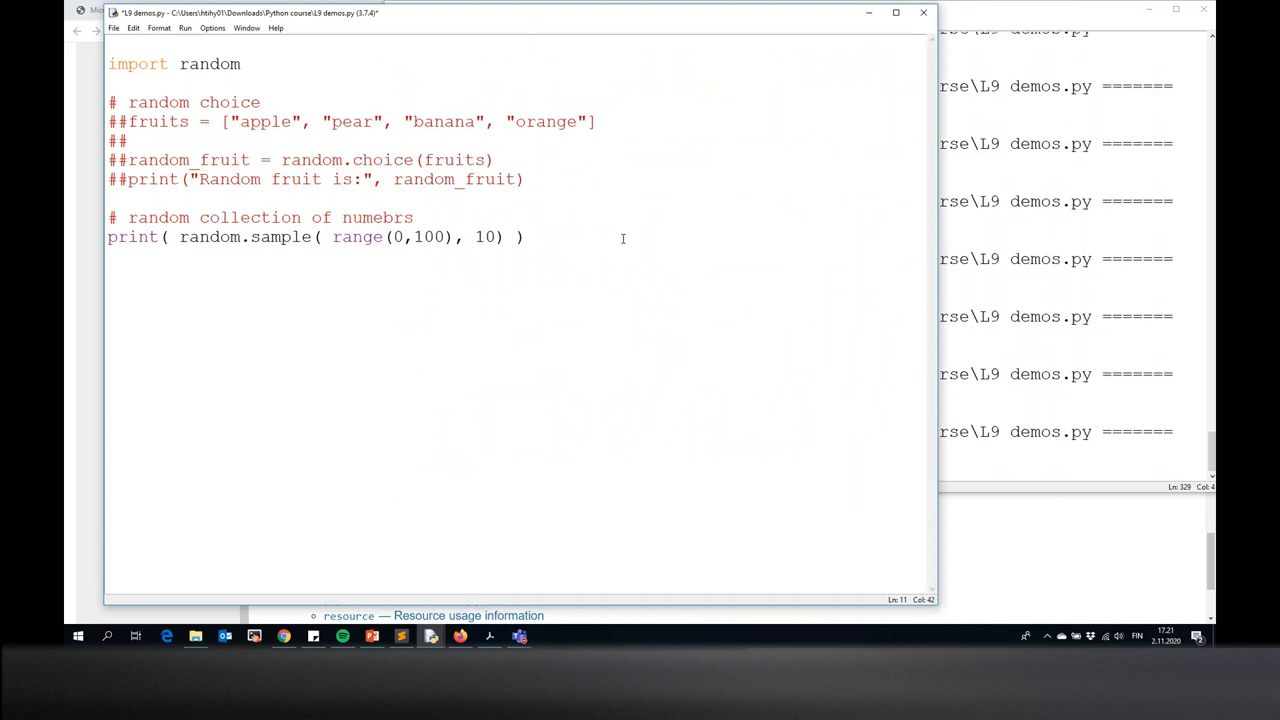 *L9 demos.py - C:\Users\htihy01\Downloads\Python course\L9 demos.py (3.7.4)*
File Edit Format Run Options Window Help
import random
# random choice
##fruits = ["apple", "pear", "banana", "orange"]
##
##random_fruit = random.choice(fruits)
##print("Random fruit is:", random_fruit)
# random collection of numebrs
print( random.sample( range(0,100), 10) )
Ln: 11 Col: 42
Mic
rse\L9 demos.py =======
rse\L9 demos.py =======
rse\L9 demos.py =======
rse\L9 demos.py =======
rse\L9 demos.py =======
rse\L9 demos.py =======
rse\L9 demos.py =======
Ln: 329 Col: 4
resource — Resource usage information
FIN
17.21
2.11.2020
2